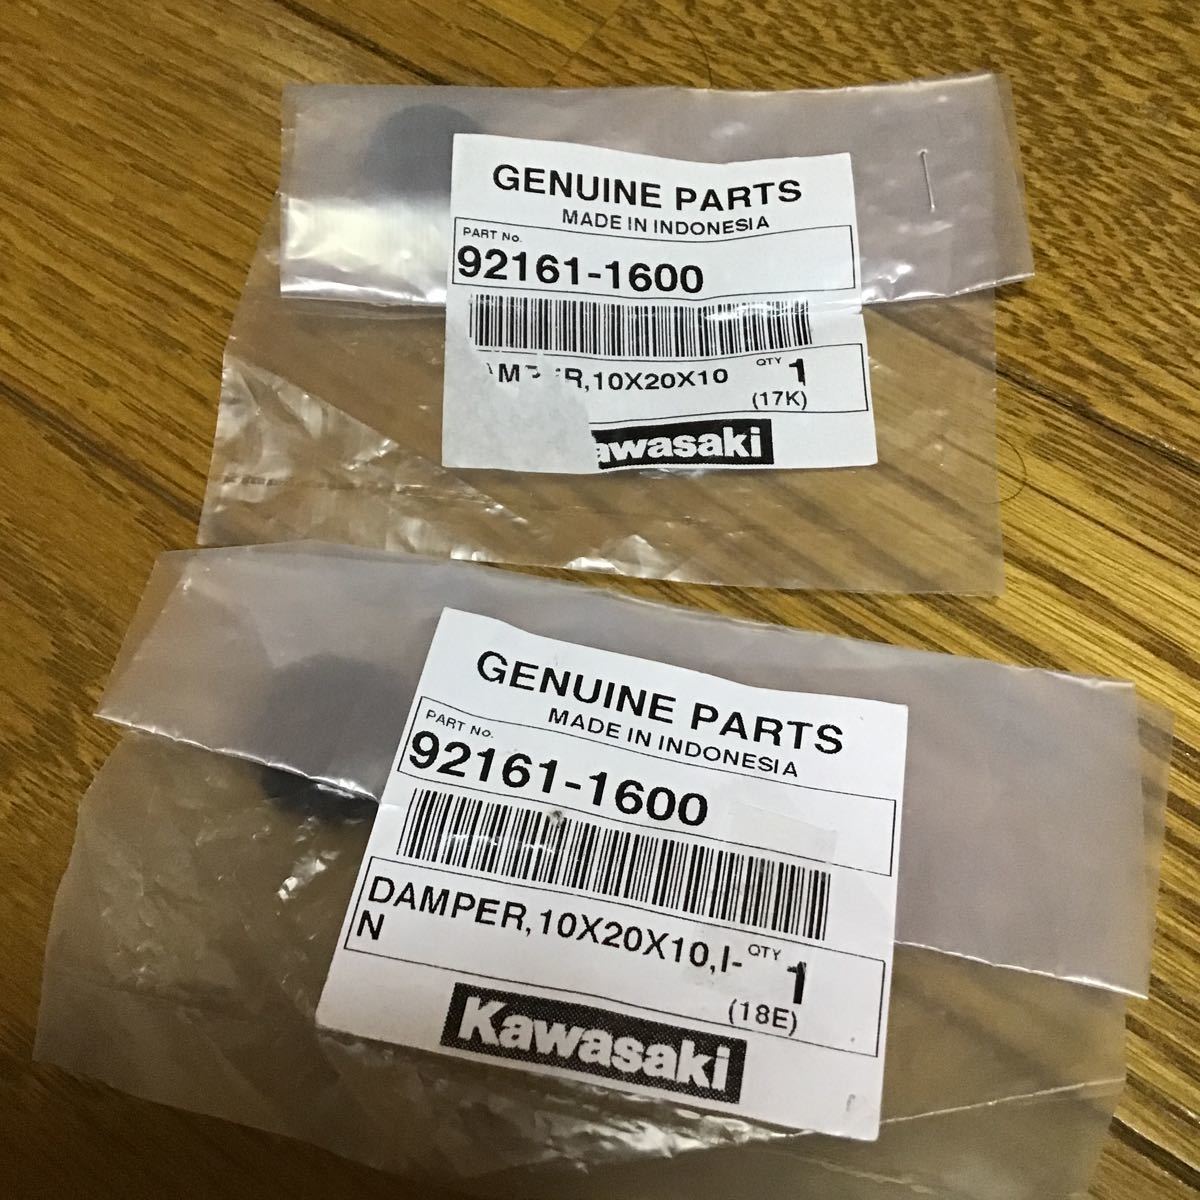 GENUINE PARTS
MADE IN INDONESIA
PART No.
92161-1600
QTY 1
,10X20X10
(17K)
GENUINE PARTS
MADE IN INDONESIA
PART No.
92161-1600
DAMPER,10X20X10,I-
N
QTY 1
(18E)
Kawasaki